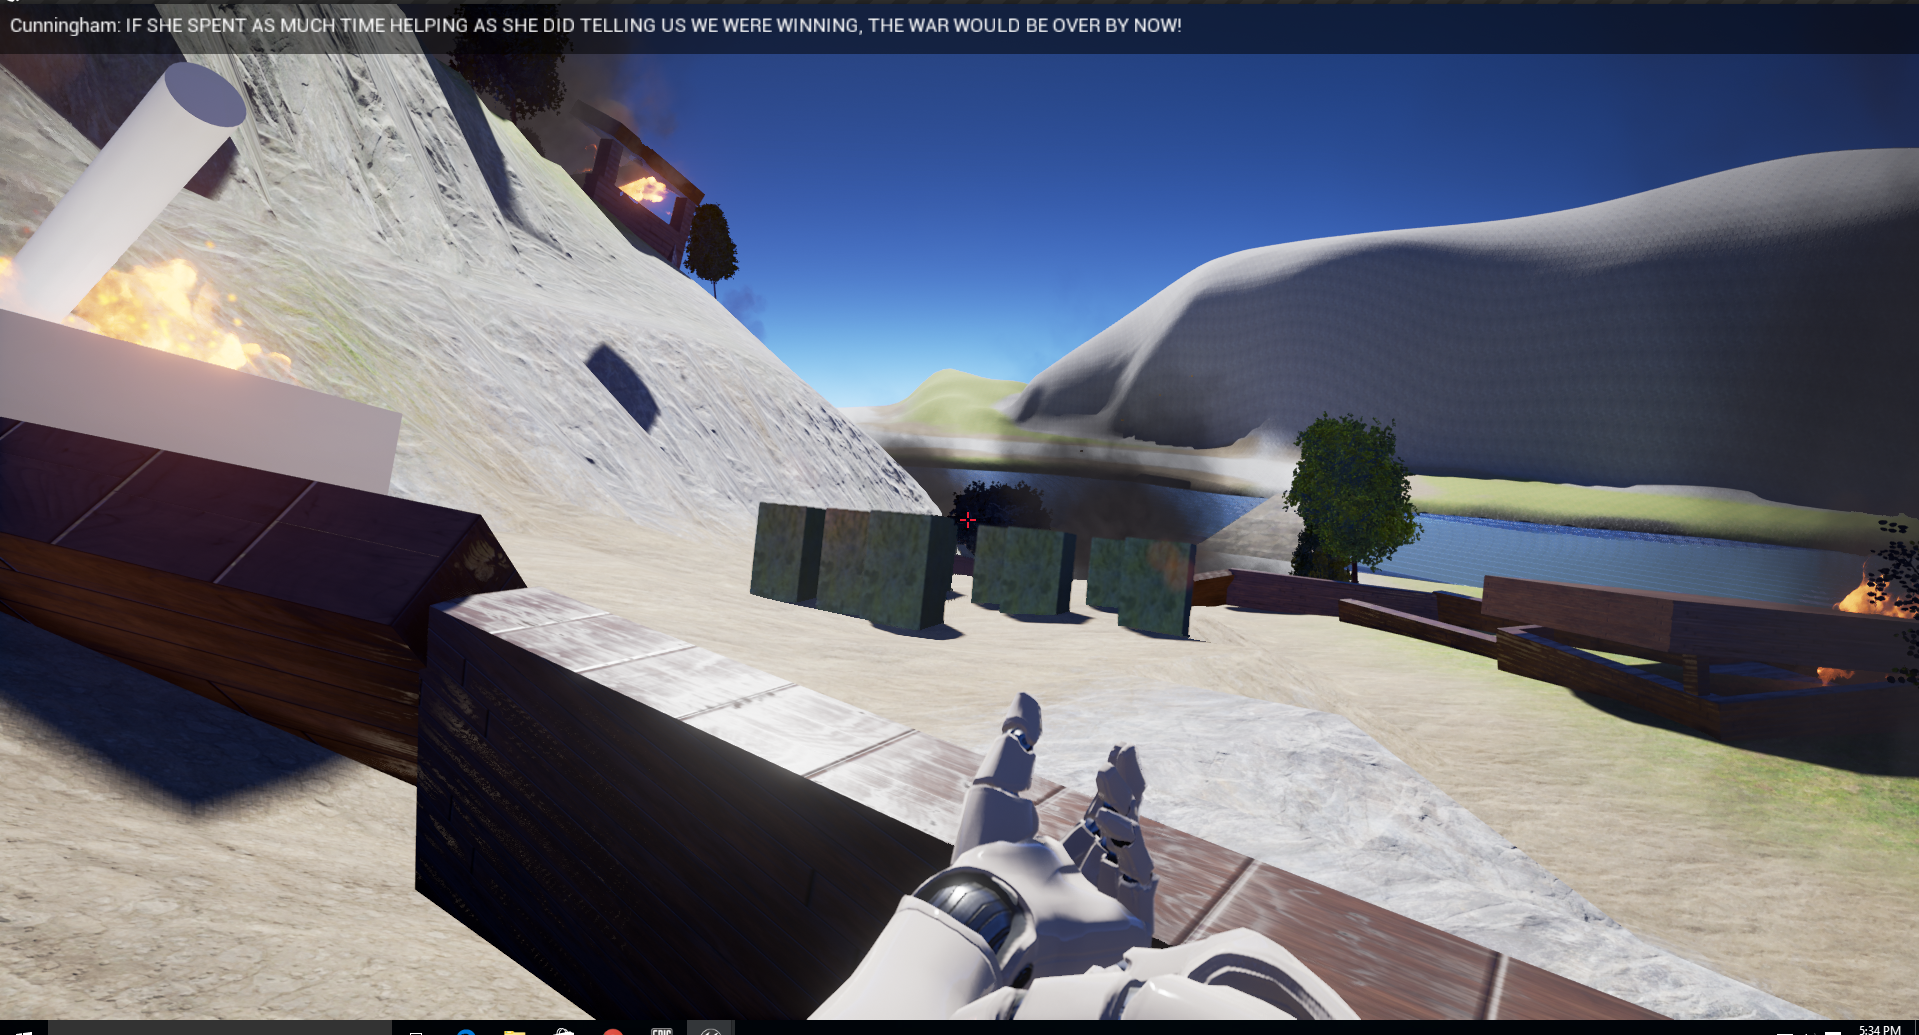 Cunningham: IF SHE SPENT AS MUCH TIME HELPING AS SHE DID TELLING US WE WERE WINNING, THE WAR WOULD BE OVER BY NOW!
EPIC
5:34 PM